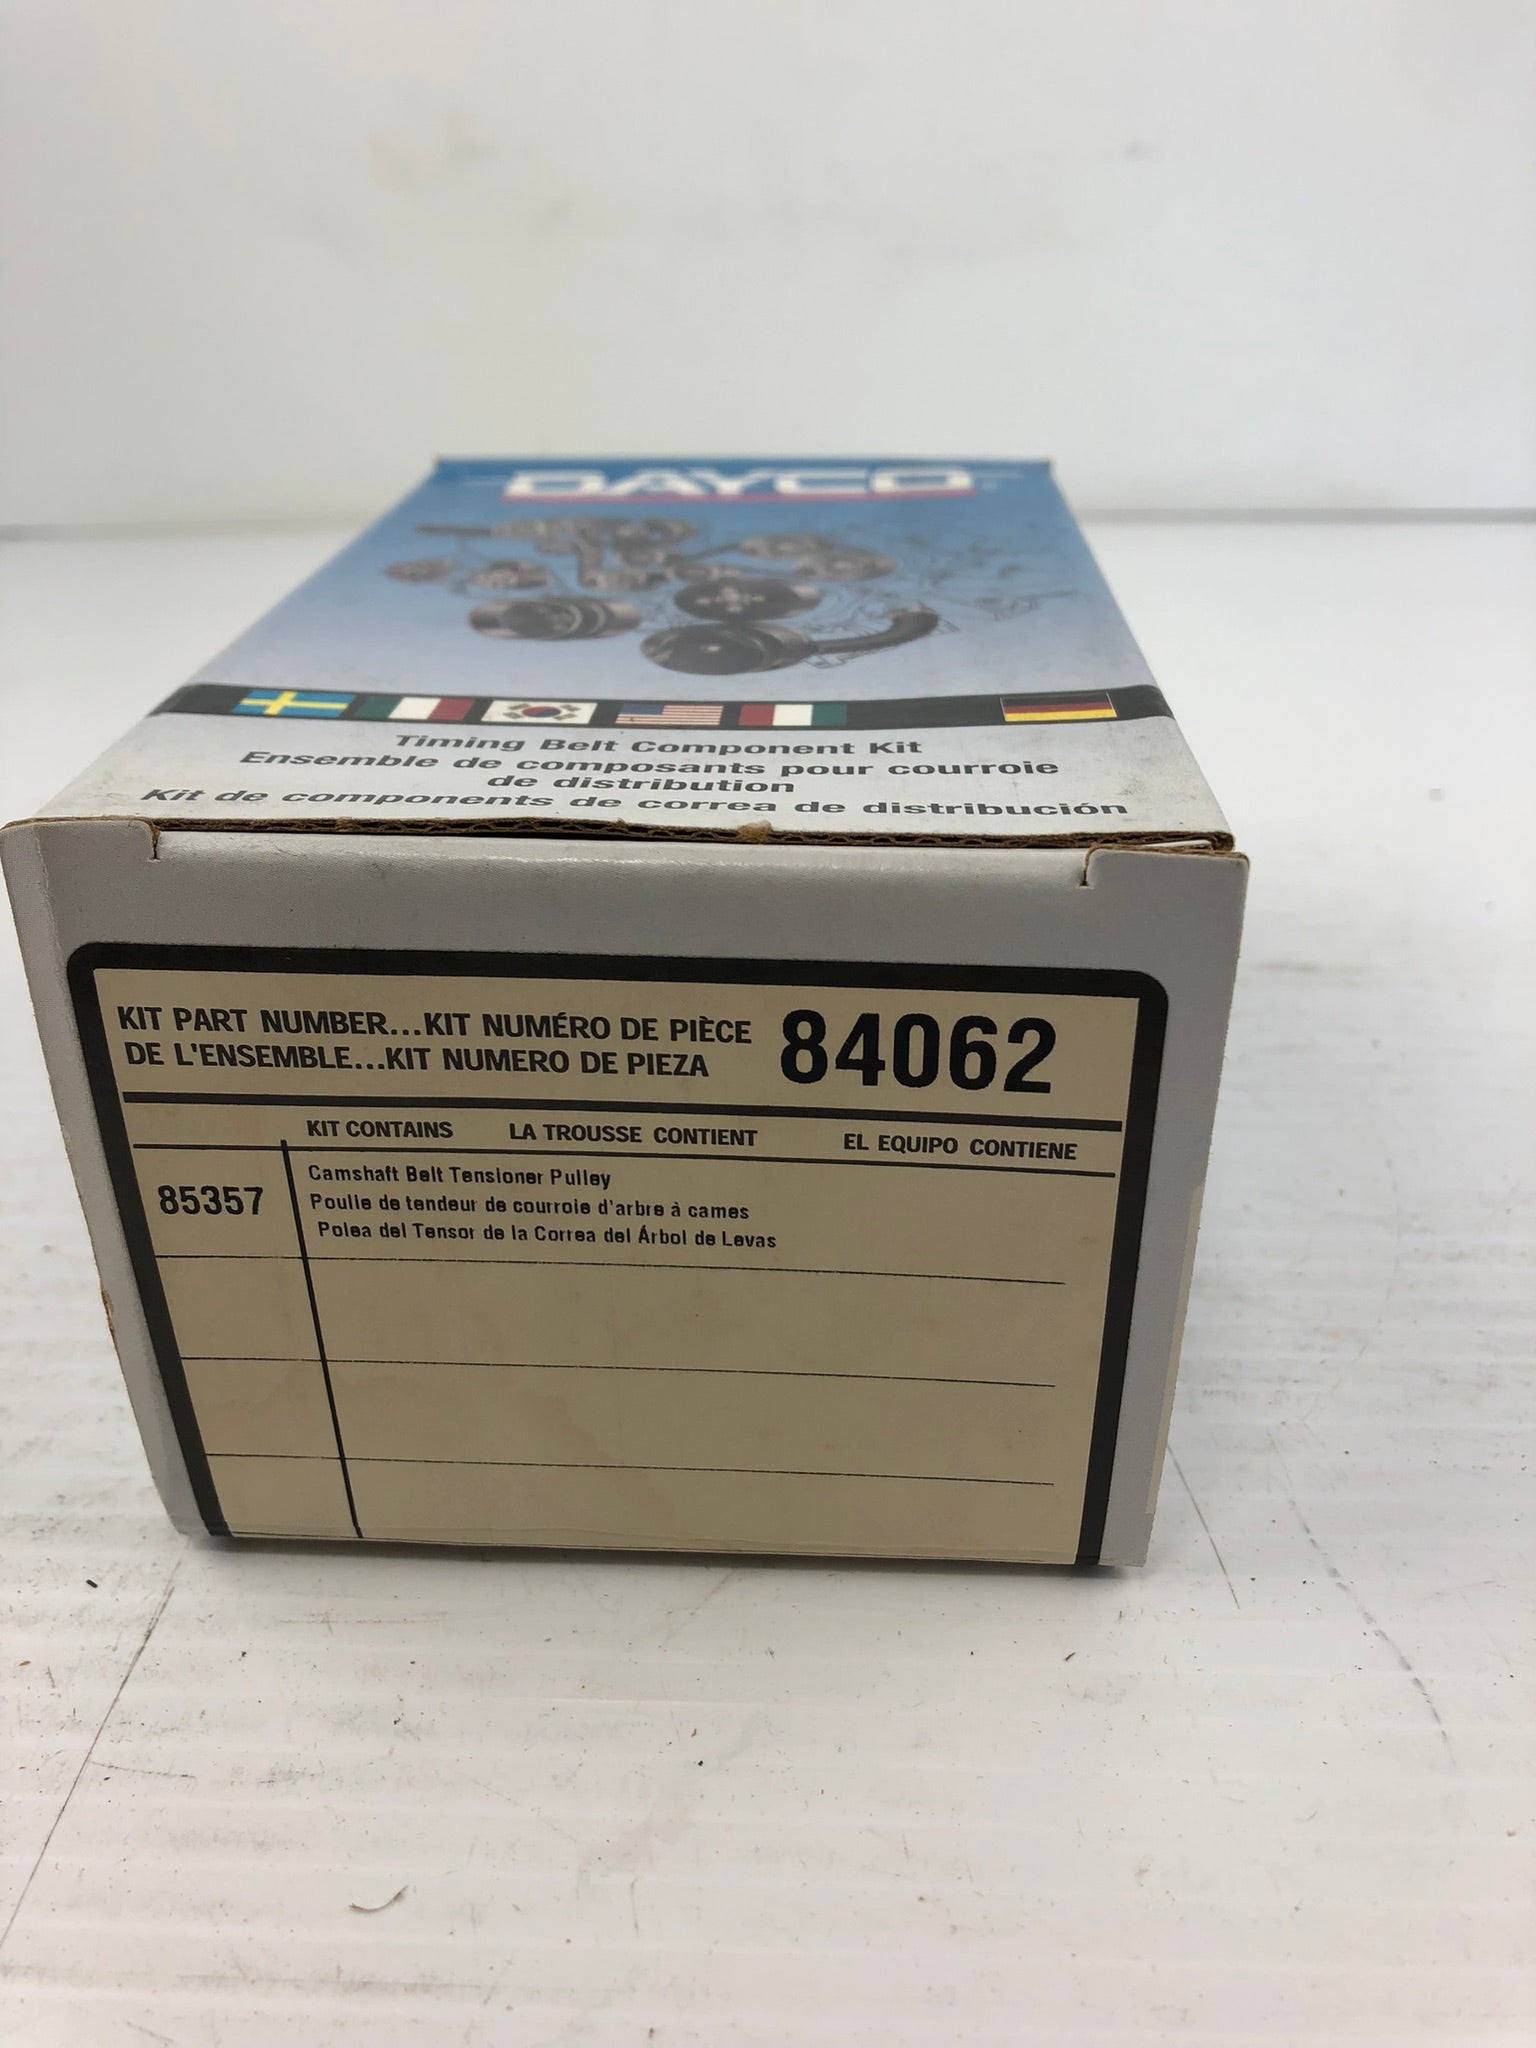 DAYCO
Timing Belt Component Kit
Ensemble de composants pour courroie
de distribution
Kit de componentes de correa de distribución
KIT PART NUMBER...KIT NUMÉRO DE PIÈCE
DE L'ENSEMBLE...KIT NUMERO DE PIEZA
84062
KIT CONTAINS LA TROUSSE CONTIENT EL EQUIPO CONTIENE
85357
Camshaft Belt Tensioner Pulley
Poulie de tendeur de courroie d'arbre à cames
Polea del Tensor de la Correa del Árbol de Levas